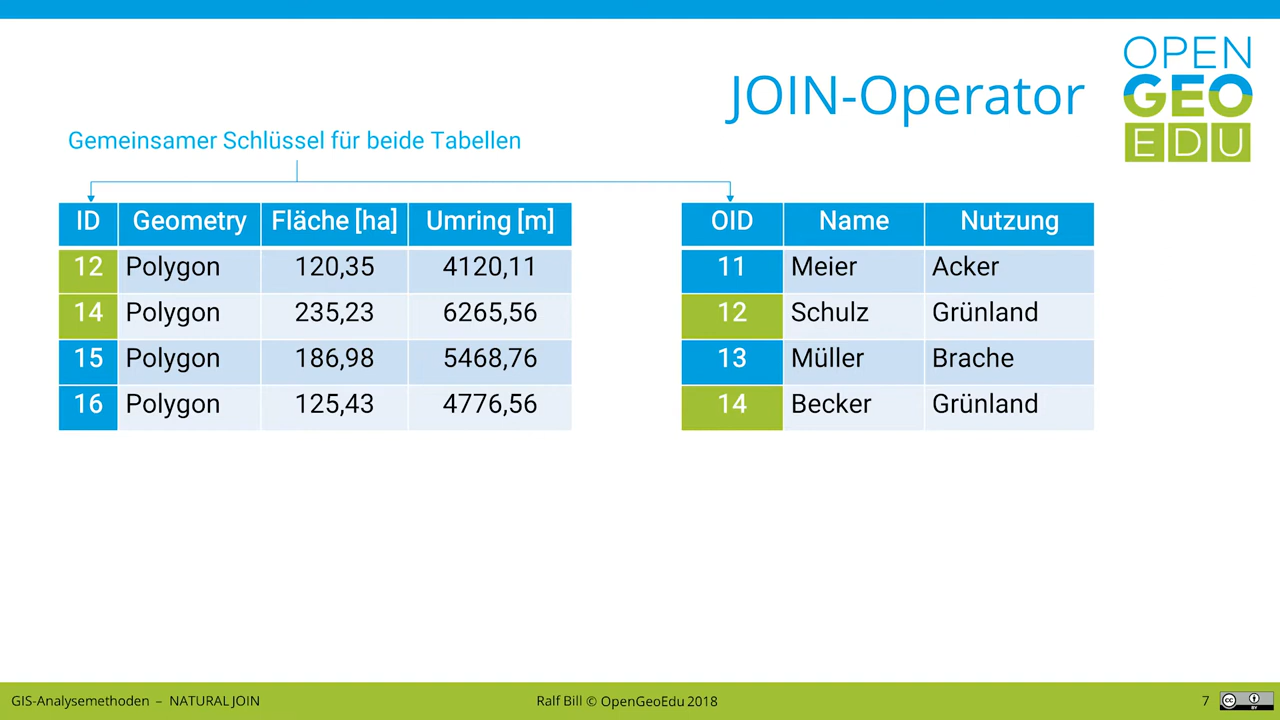 OPEN
GEO
EDU
JOIN-Operator
Gemeinsamer Schlüssel für beide Tabellen
ID Geometry Fläche [ha] Umring [m]
12 Polygon 120,35 4120,11
14 Polygon 235,23 6265,56
15 Polygon 186,98 5468,76
16 Polygon 125,43 4776,56
OID Name Nutzung
11 Meier Acker
12 Schulz Grünland
13 Müller Brache
14 Becker Grünland
GIS-Analysemethoden – NATURAL JOIN
Ralf Bill © OpenGeoEdu 2018
7
cc
BY